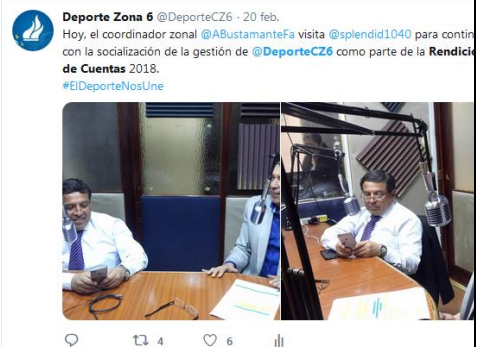 Deporte Zona 6 @DeporteCZ6 · 20 feb.
Hoy, el coordinador zonal @ABustamanteFa visita @splendid1040 para contin
con la socialización de la gestión de @DeporteCZ6 como parte de la Rendicio
de Cuentas 2018.
#ElDeporteNosUne
4 6